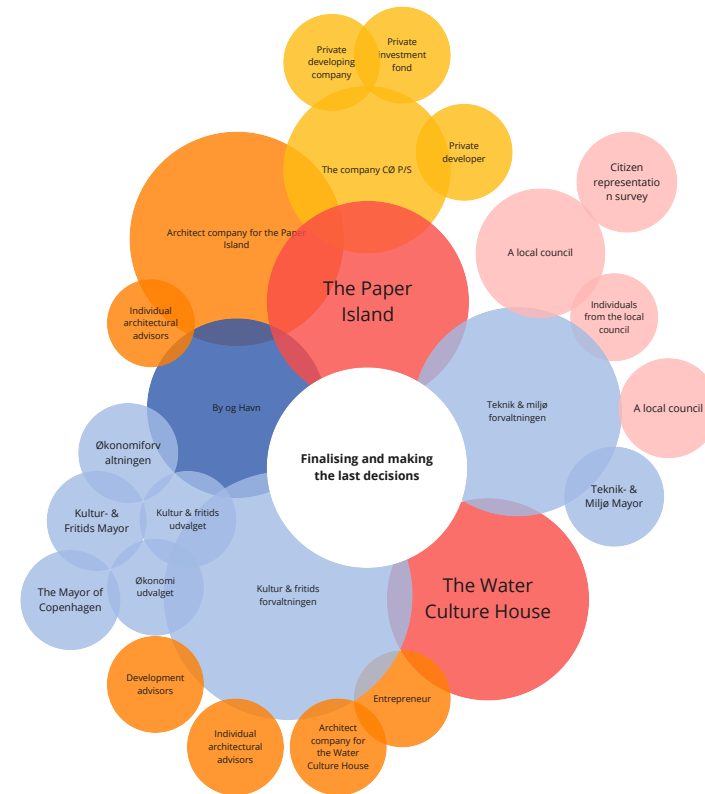 Private
developing
company
Private
investment
fond
Private
developer
The company CØ P/S
Citizen
representatio
n survey
Architect company for the Paper
Island
A local council
The Paper
Island
Individual
architectural
advisors
Individuals
from the local
council
By og Havn
Teknik & miljø
forvaltningen
A local council
Økonomiforv
altningen
Finalising and making
the last decisions
Teknik- &
Miljø Mayor
Kultur- &
Fritids Mayor
Kultur & fritids
udvalget
The Mayor of
Copenhagen
Økonomi
udvalget
Kultur & fritids
forvaltningen
The Water
Culture House
Development
advisors
Entrepreneur
Individual
architectural
advisors
Architect
company for
the Water
Culture House